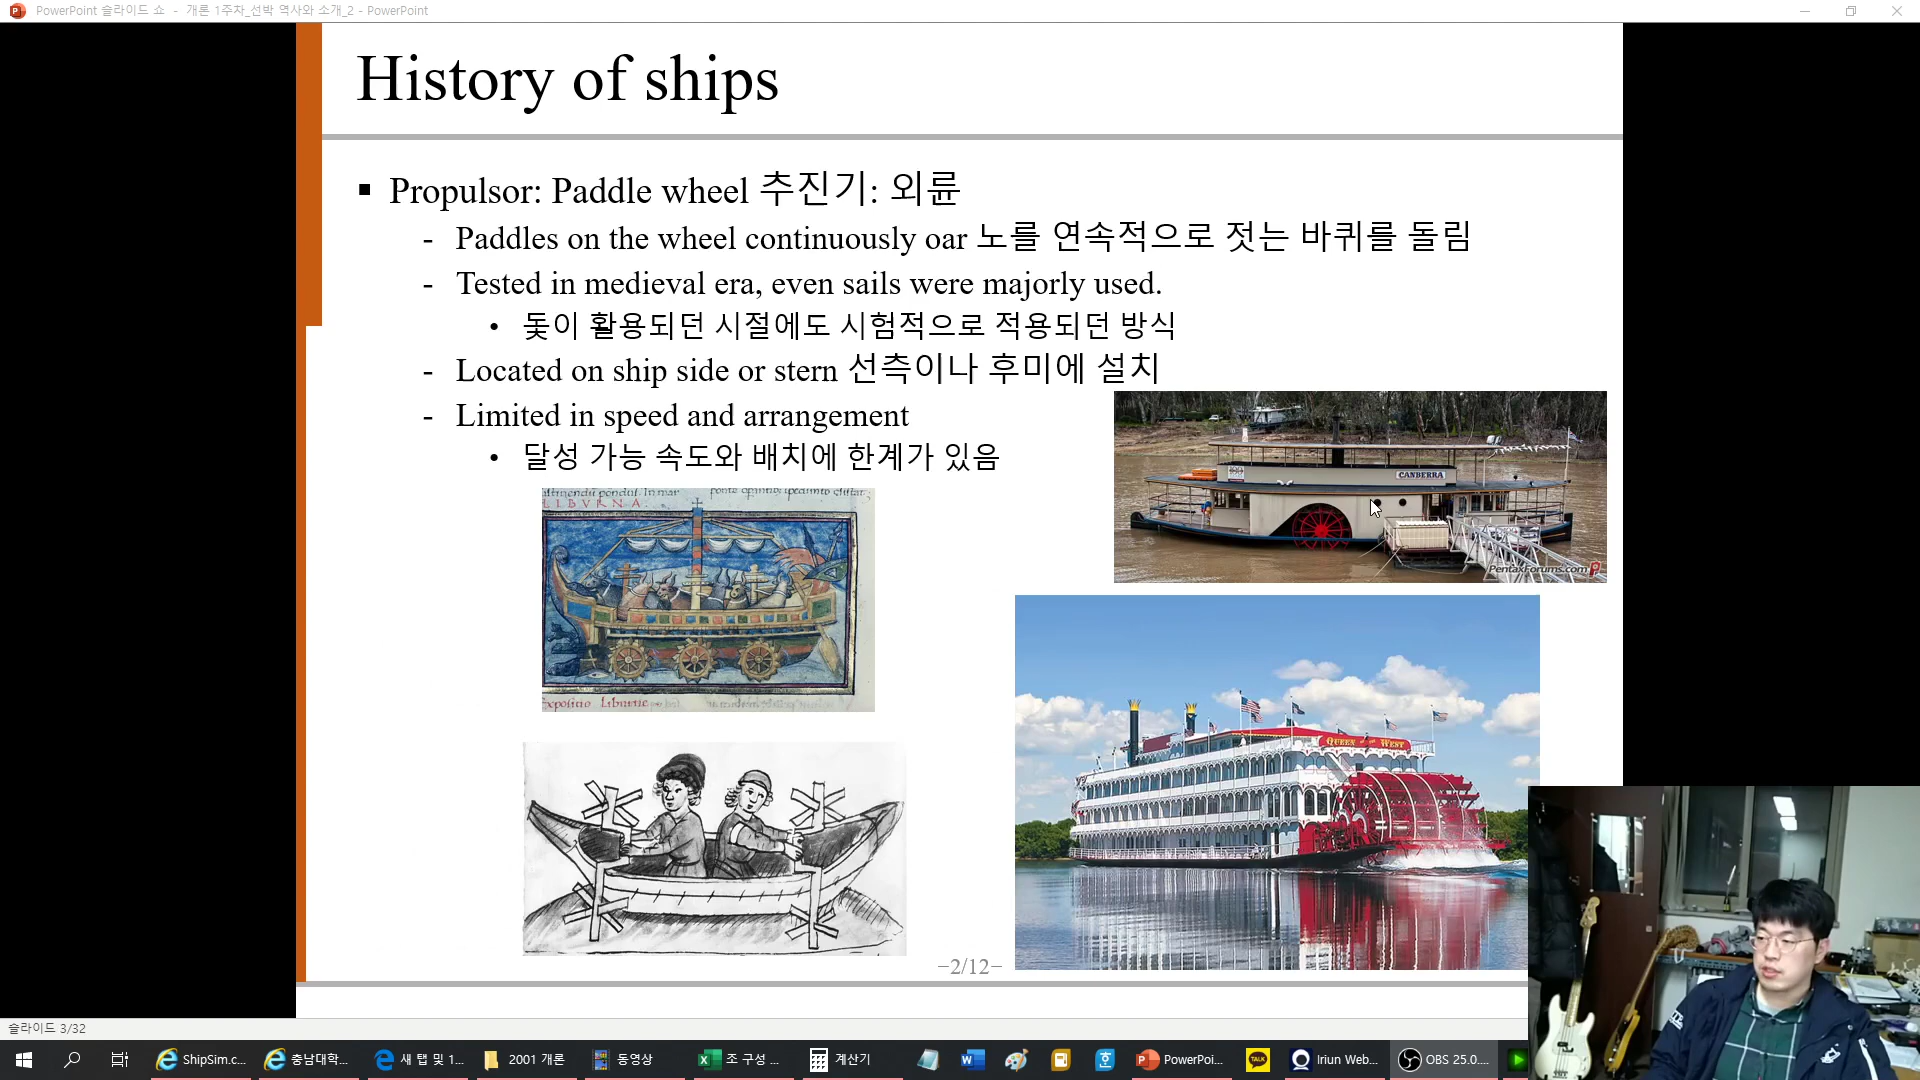 PowerPoint 슬라이드 쇼 - 개론 1주차_선박 역사와 소개_2 - PowerPoint
History of ships
▪ Propulsor: Paddle wheel 추진기: 외륜
- Paddles on the wheel continuously oar 노를 연속적으로 젓는 바퀴를 돌림
- Tested in medieval era, even sails were majorly used.
• 돛이 활용되던 시절에도 시험적으로 적용되던 방식
- Located on ship side or stern 선측이나 후미에 설치
- Limited in speed and arrangement
• 달성 가능 속도와 배치에 한계가 있음
CANBERRA
PentaxForums.com
LIBVRNA
QUEEN WEST
−2/12−
슬라이드 3/32
ShipSim.c...
충남대학...
새 탭 및 1...
2001 개론
동영상
조 구성 ...
계산기
PowerPoi...
TALK
Iriun Web...
OBS 25.0....